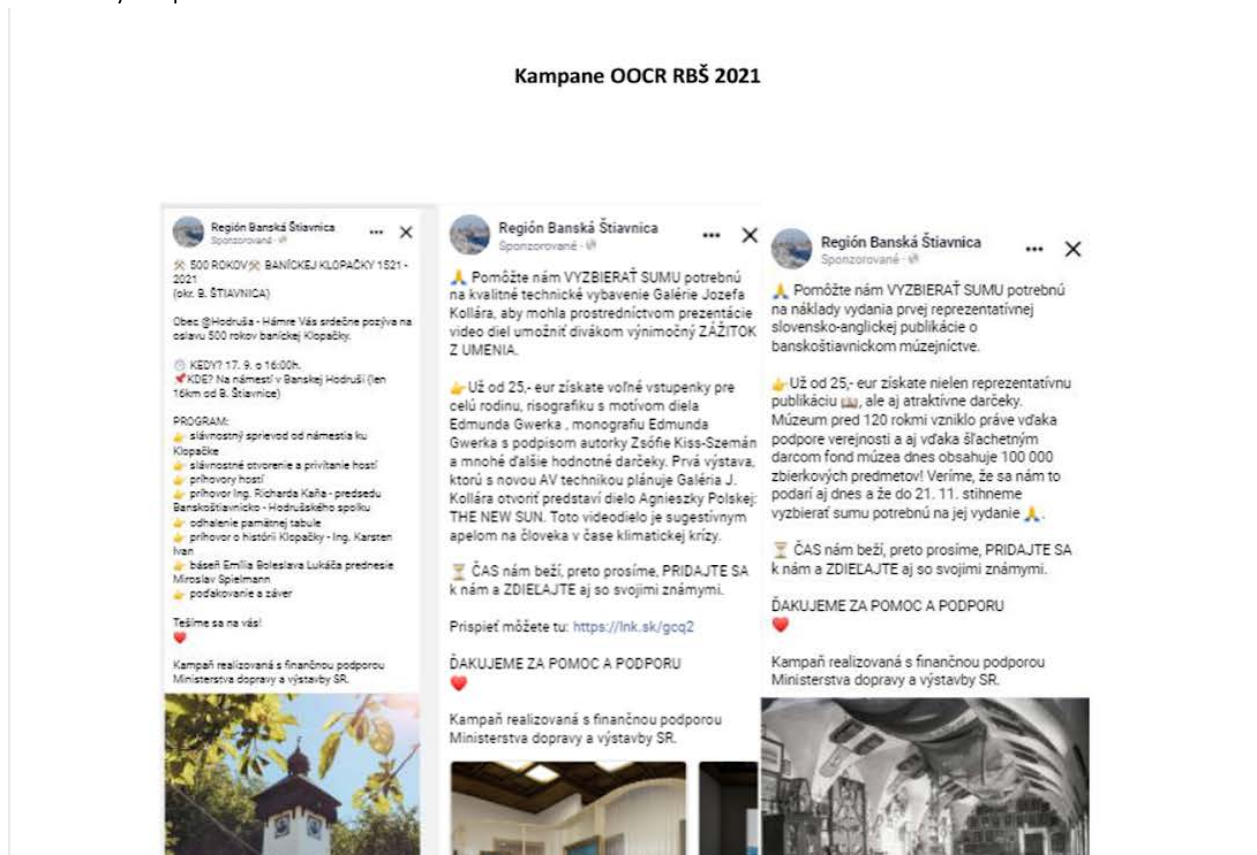 Kampane OOCR RBŠ 2021
Región Banská Štiavnica
Sponzorované
⚒ 500 ROKOV⚒ BANÍCKEJ KLOPAČKY 1521 -
2021
(okr. B. ŠTIAVNICA)
Obec @Hodruša - Hámre Vás srdečne pozýva na
oslavu 500 rokov baníckej Klopačky.
🕓 KEDY? 17. 9. o 16:00h.
📌KDE? Na námestí v Banskej Hodruši (len
16km od B. Štiavnice)
PROGRAM:
👉 slávnostný sprievod od námestia ku
Klopačke
👉 slávnostné otvorenie a privítanie hostí
👉 príhovory hostí
👉 príhovor Ing. Richarda Kaňa - predsedu
Banskoštiavnicko - Hodrušského spolku
👉 odhalenie pamätnej tabule
👉 príhovor o histórii Klopačky - Ing. Karsten
Ivan
👉 báseň Emília Boleslava Lukáča prednesie
Miroslav Spielmann
👉 poďakovanie a záver
Tešíme sa na vás!
❤️
Kampaň realizovaná s finančnou podporou
Ministerstva dopravy a výstavby SR.
Región Banská Štiavnica
Sponzorované
🙏 Pomôžte nám VYZBIERAŤ SUMU potrebnú
na kvalitné technické vybavenie Galérie Jozefa
Kollára, aby mohla prostredníctvom prezentácie
video diel umožniť divákom výnimočný ZÁŽITOK
Z UMENIA.
👉Už od 25,- eur získate voľné vstupenky pre
celú rodinu, risografiku s motívom diela
Edmunda Gwerka , monografiu Edmunda
Gwerka s podpisom autorky Zsófie Kiss-Szemán
a mnohé ďalšie hodnotné darčeky. Prvá výstava,
ktorú s novou AV technikou plánuje Galéria J.
Kollára otvoriť predstaví dielo Agnieszky Polskej:
THE NEW SUN. Toto videodielo je sugestívnym
apelom na človeka v čase klimatickej krízy.
⏳ ČAS nám beží, preto prosíme, PRIDAJTE SA
k nám a ZDIEĽAJTE aj so svojimi známymi.
Prispieť môžete tu: https://lnk.sk/gcq2
ĎAKUJEME ZA POMOC A PODPORU
❤️
Kampaň realizovaná s finančnou podporou
Ministerstva dopravy a výstavby SR.
Región Banská Štiavnica
Sponzorované
🙏 Pomôžte nám VYZBIERAŤ SUMU potrebnú
na náklady vydania prvej reprezentatívnej
slovensko-anglickej publikácie o
banskoštiavnickom múzejníctve.
👉Už od 25,- eur získate nielen reprezentatívnu
publikáciu 📖, ale aj atraktívne darčeky.
Múzeum pred 120 rokmi vzniklo práve vďaka
podpore verejnosti a aj vďaka šľachetným
darcom fond múzea dnes obsahuje 100 000
zbierkových predmetov! Veríme, že sa nám to
podarí aj dnes a že do 21. 11. stihneme
vyzbierať sumu potrebnú na jej vydanie 🙏.
⏳ ČAS nám beží, preto prosíme, PRIDAJTE SA
k nám a ZDIEĽAJTE aj so svojimi známymi.
ĎAKUJEME ZA POMOC A PODPORU
❤️
Kampaň realizovaná s finančnou podporou
Ministerstva dopravy a výstavby SR.